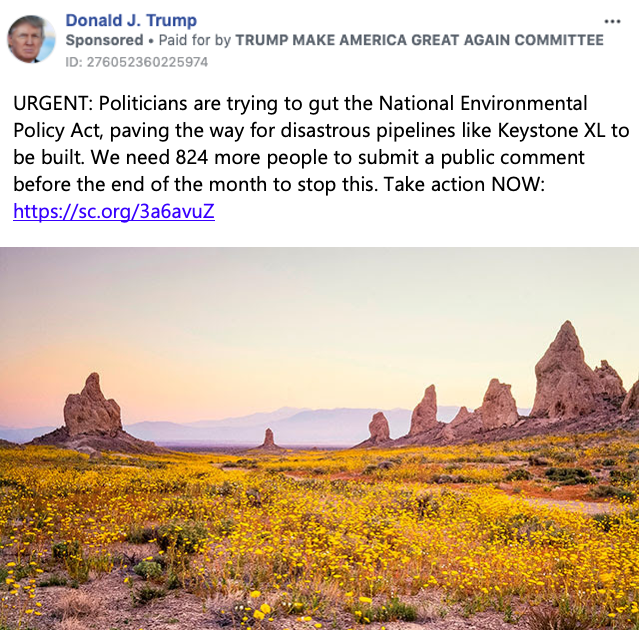 Donald J. Trump
Sponsored • Paid for by TRUMP MAKE AMERICA GREAT AGAIN COMMITTEE
ID: 276052360225974
URGENT: Politicians are trying to gut the National Environmental
Policy Act, paving the way for disastrous pipelines like Keystone XL to
be built. We need 824 more people to submit a public comment
before the end of the month to stop this. Take action NOW:
https://sc.org/3a6avuZ